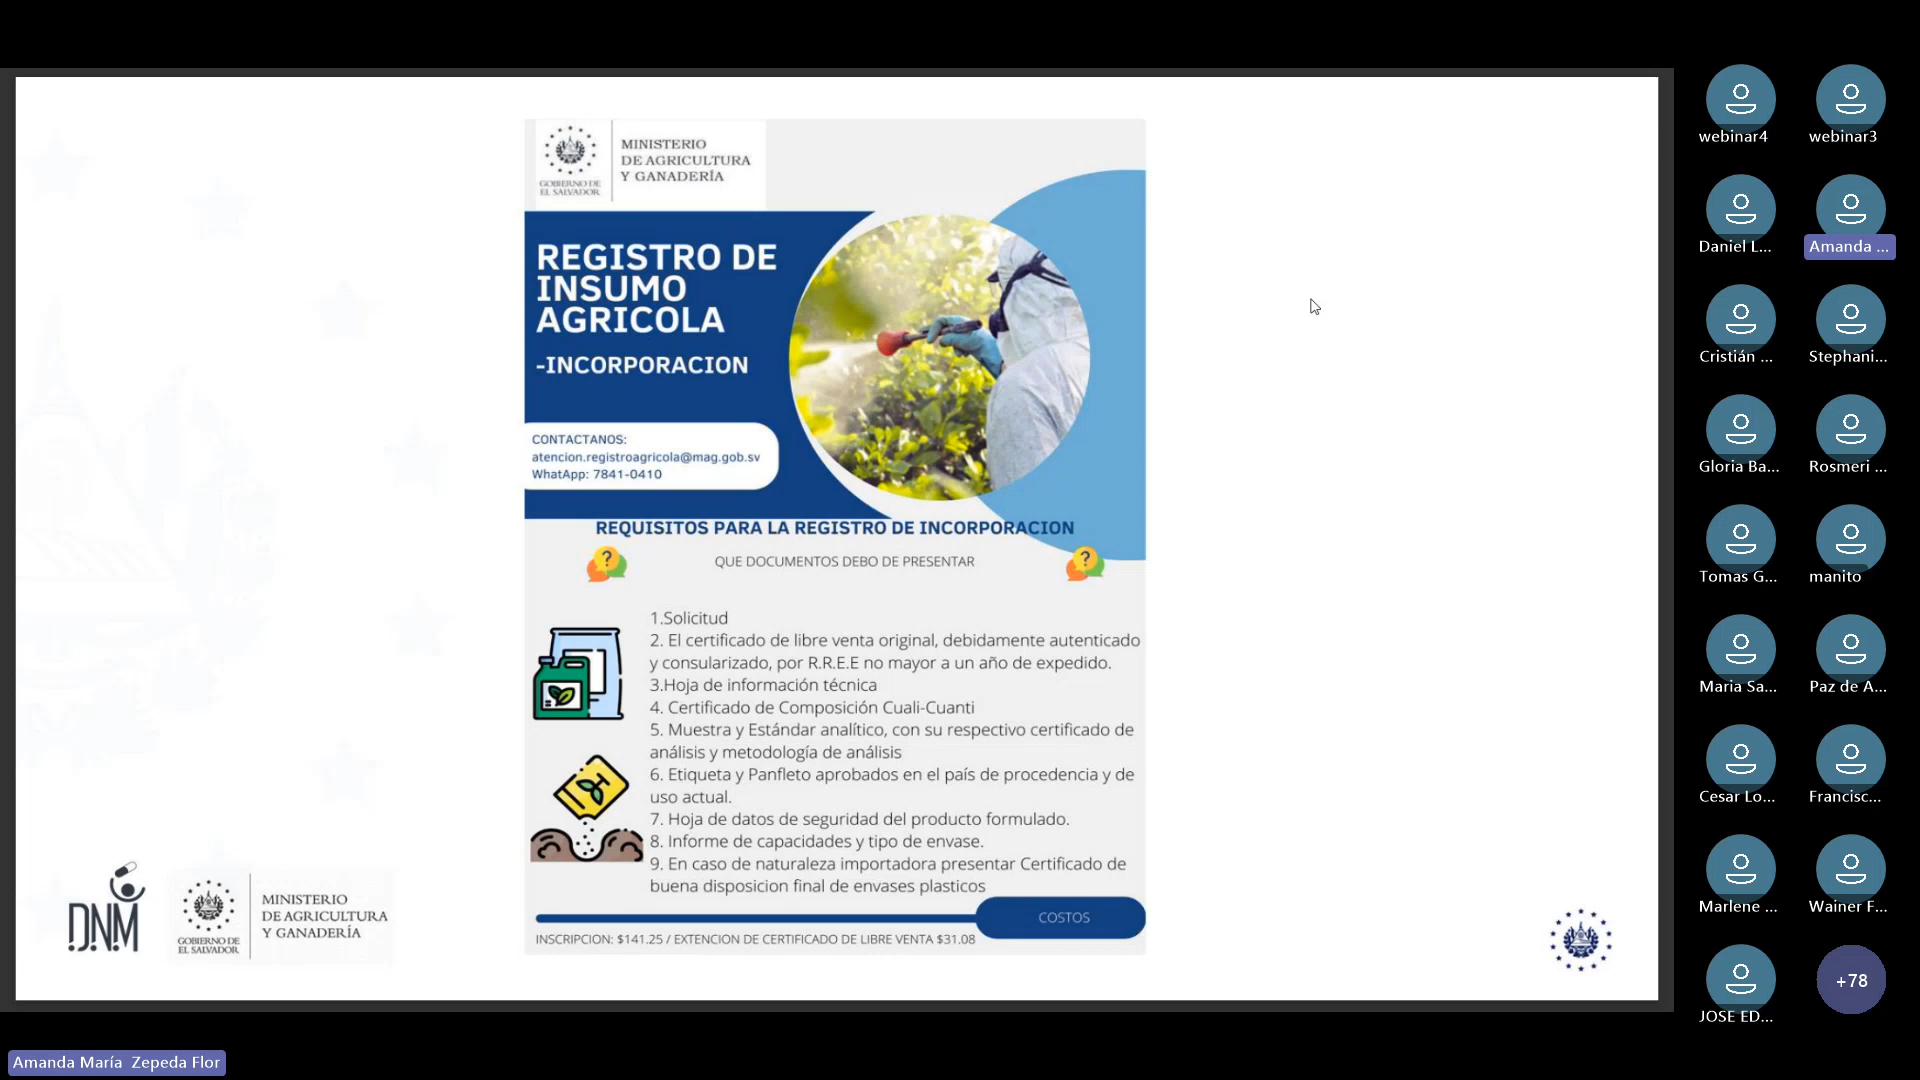 MINISTERIO
DE AGRICULTURA
Y GANADERÍA
GOBIERNO DE
EL SALVADOR
REGISTRO DE
INSUMO
AGRICOLA
-INCORPORACION
CONTACTANOS:
atencion.registroagricola@mag.gob.sv
WhatApp: 7841-0410
REQUISITOS PARA LA REGISTRO DE INCORPORACION
QUE DOCUMENTOS DEBO DE PRESENTAR
1.Solicitud
2. El certificado de libre venta original, debidamente autenticado
y consularizado, por R.R.E.E no mayor a un año de expedido.
3.Hoja de información técnica
4. Certificado de Composición Cuali-Cuanti
5. Muestra y Estándar analítico, con su respectivo certificado de
análisis y metodología de análisis
6. Etiqueta y Panfleto aprobados en el país de procedencia y de
uso actual.
7. Hoja de datos de seguridad del producto formulado.
8. Informe de capacidades y tipo de envase.
9. En caso de naturaleza importadora presentar Certificado de
buena disposicion final de envases plasticos
COSTOS
INSCRIPCION: $141.25 / EXTENCION DE CERTIFICADO DE LIBRE VENTA $31.08
DNM
GOBIERNO DE
EL SALVADOR
MINISTERIO
DE AGRICULTURA
Y GANADERÍA
webinar4
webinar3
Daniel L...
Amanda ...
Cristián ...
Stephani...
Gloria Ba...
Rosmeri ...
Tomas G...
manito
Maria Sa...
Paz de A...
Cesar Lo...
Francisc...
Marlene ...
Wainer F...
JOSE ED...
+78
Amanda María Zepeda Flor